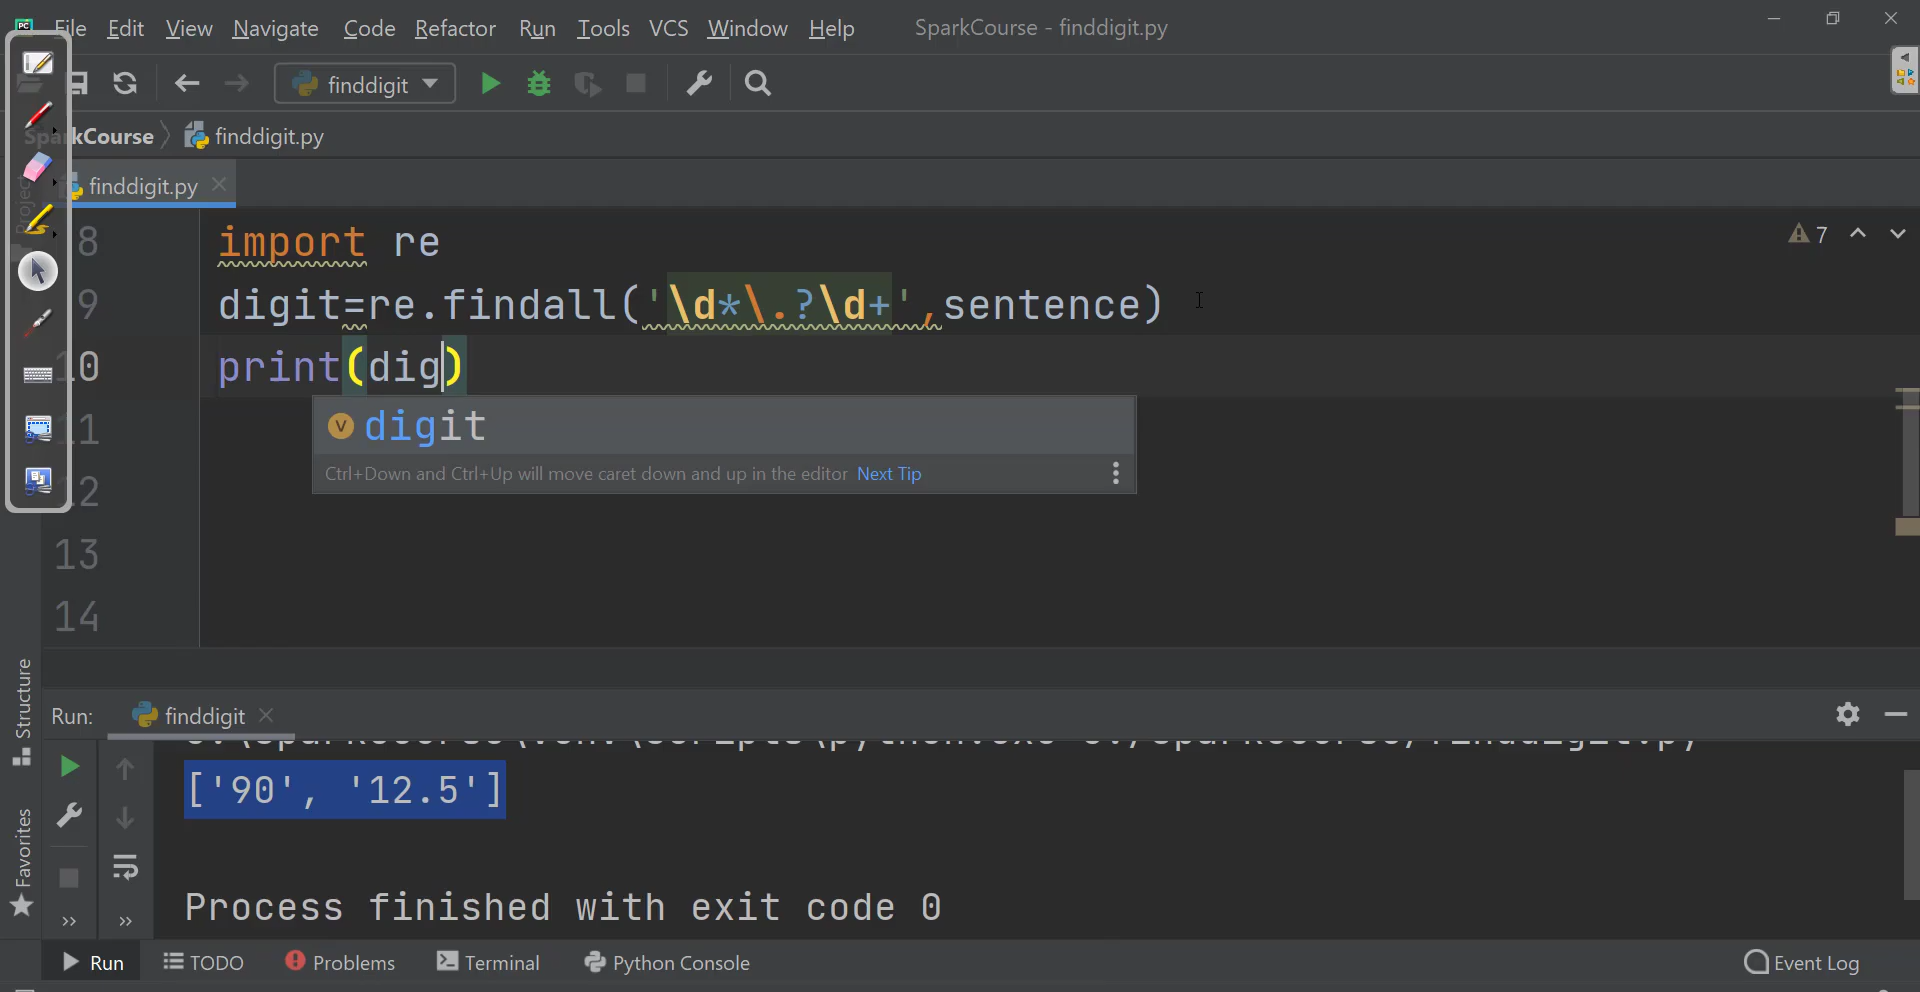 PC File Edit View Navigate Code Refactor Run Tools VCS Window Help SparkCourse - finddigit.py
finddigit
SparkCourse finddigit.py
finddigit.py
Project
8 import re 7
9 digit=re.findall('\d*\.?\d+',sentence)
10 print(dig)
11 v digit
Ctrl+Down and Ctrl+Up will move caret down and up in the editor Next Tip
12
13
14
Structure
Run: finddigit
['90', '12.5']
Favorites
Process finished with exit code 0
Run TODO Problems Terminal Python Console Event Log